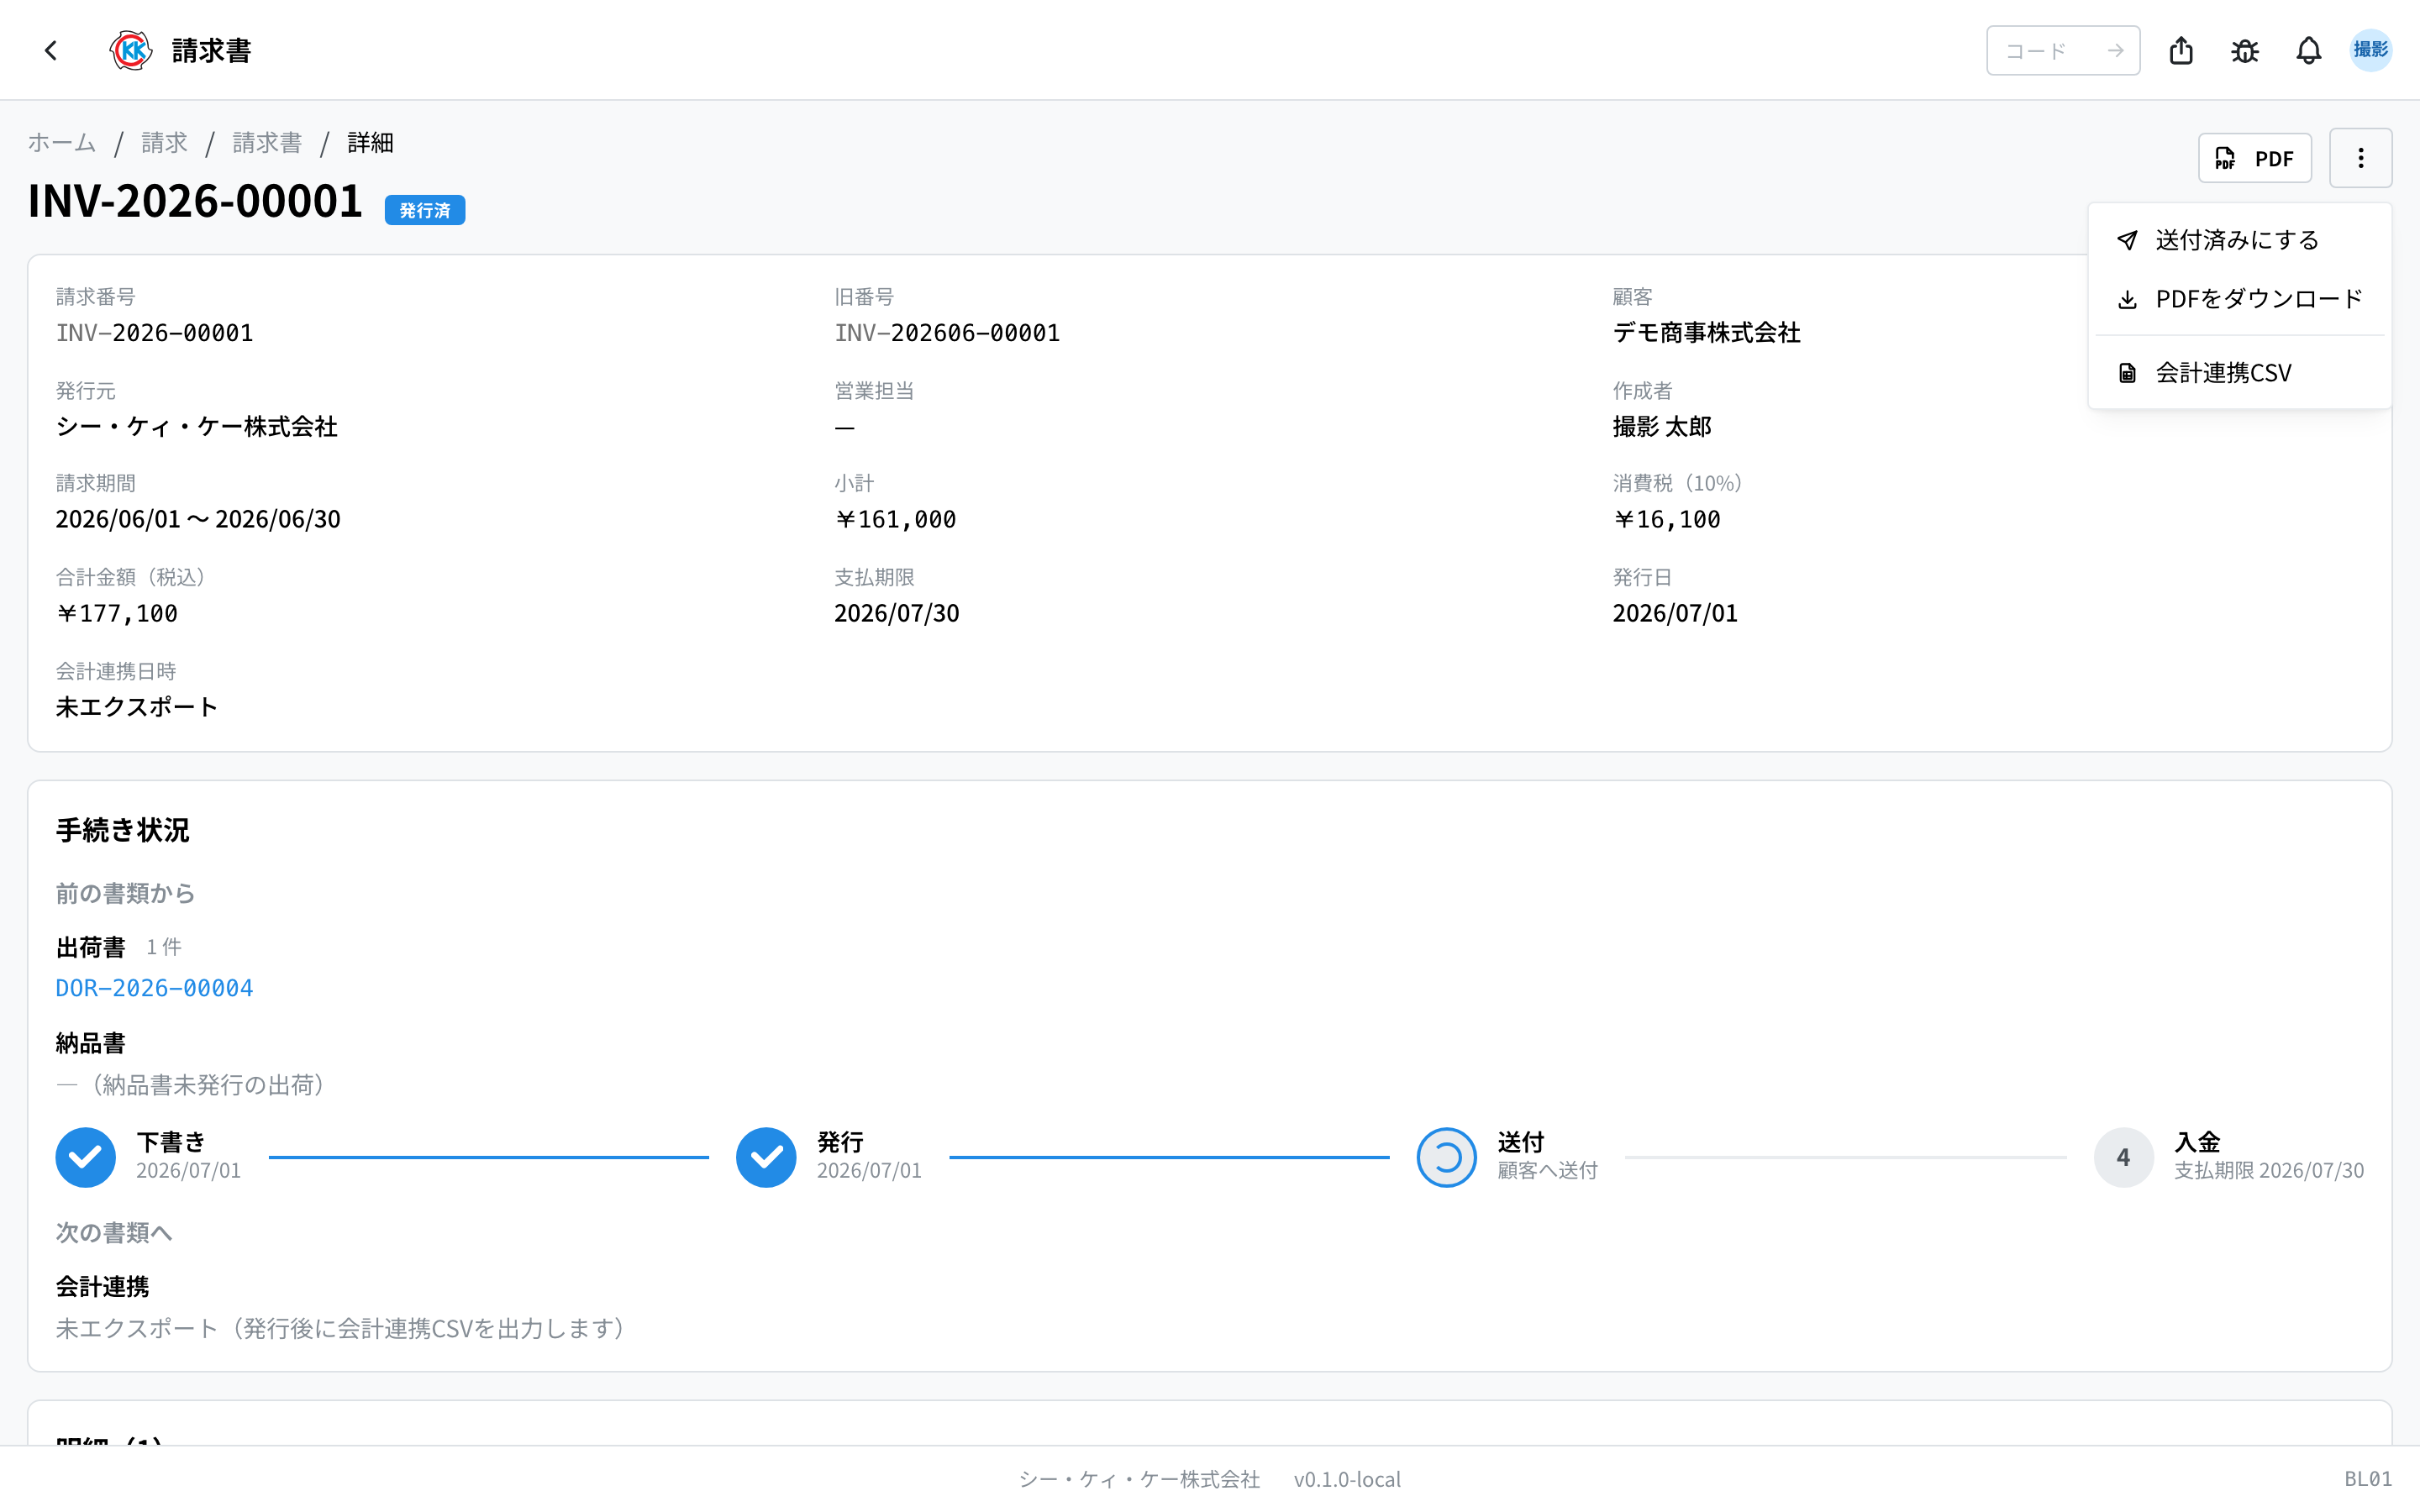 CKK 請求書
コード
撮影
ホーム / 請求 / 請求書 / 詳細
PDF PDF
INV-2026-00001 発行済
送付済みにする
PDFをダウンロード
会計連携CSV
請求番号 旧番号 顧客
INV-2026-00001 INV-202606-00001 デモ商事株式会社
発行元 営業担当 作成者
シー・ケィ・ケー株式会社 — 撮影 太郎
請求期間 小計 消費税（10%）
2026/06/01 〜 2026/06/30 ¥161,000 ¥16,100
合計金額（税込） 支払期限 発行日
¥177,100 2026/07/30 2026/07/01
会計連携日時
未エクスポート
手続き状況
前の書類から
出荷書 1 件
DOR-2026-00004
納品書
—（納品書未発行の出荷）
下書き 発行 送付 4 入金
2026/07/01 2026/07/01 顧客へ送付 支払期限 2026/07/30
次の書類へ
会計連携
未エクスポート（発行後に会計連携CSVを出力します）
明細（1）
シー・ケィ・ケー株式会社 v0.1.0-local BL01